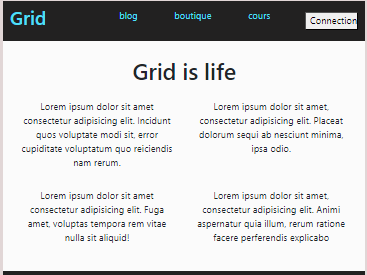 Grid
blog
boutique
cours
Connection
Grid is life
Lorem ipsum dolor sit amet
consectetur adipisicing elit. Incidunt
quos voluptate modi sit, error
cupiditate voluptatum quo reiciendis
nam rerum.
Lorem ipsum dolor sit amet,
consectetur adipisicing elit. Placeat
dolorum sequi ab nesciunt minima,
ipsa odio.
Lorem ipsum dolor sit amet
consectetur adipisicing elit. Fuga
amet, voluptas tempora rem vitae
nulla sit aliquid!
Lorem ipsum dolor sit amet,
consectetur adipisicing elit. Animi
aspernatur quia illum, rerum ratione
facere perferendis explicabo